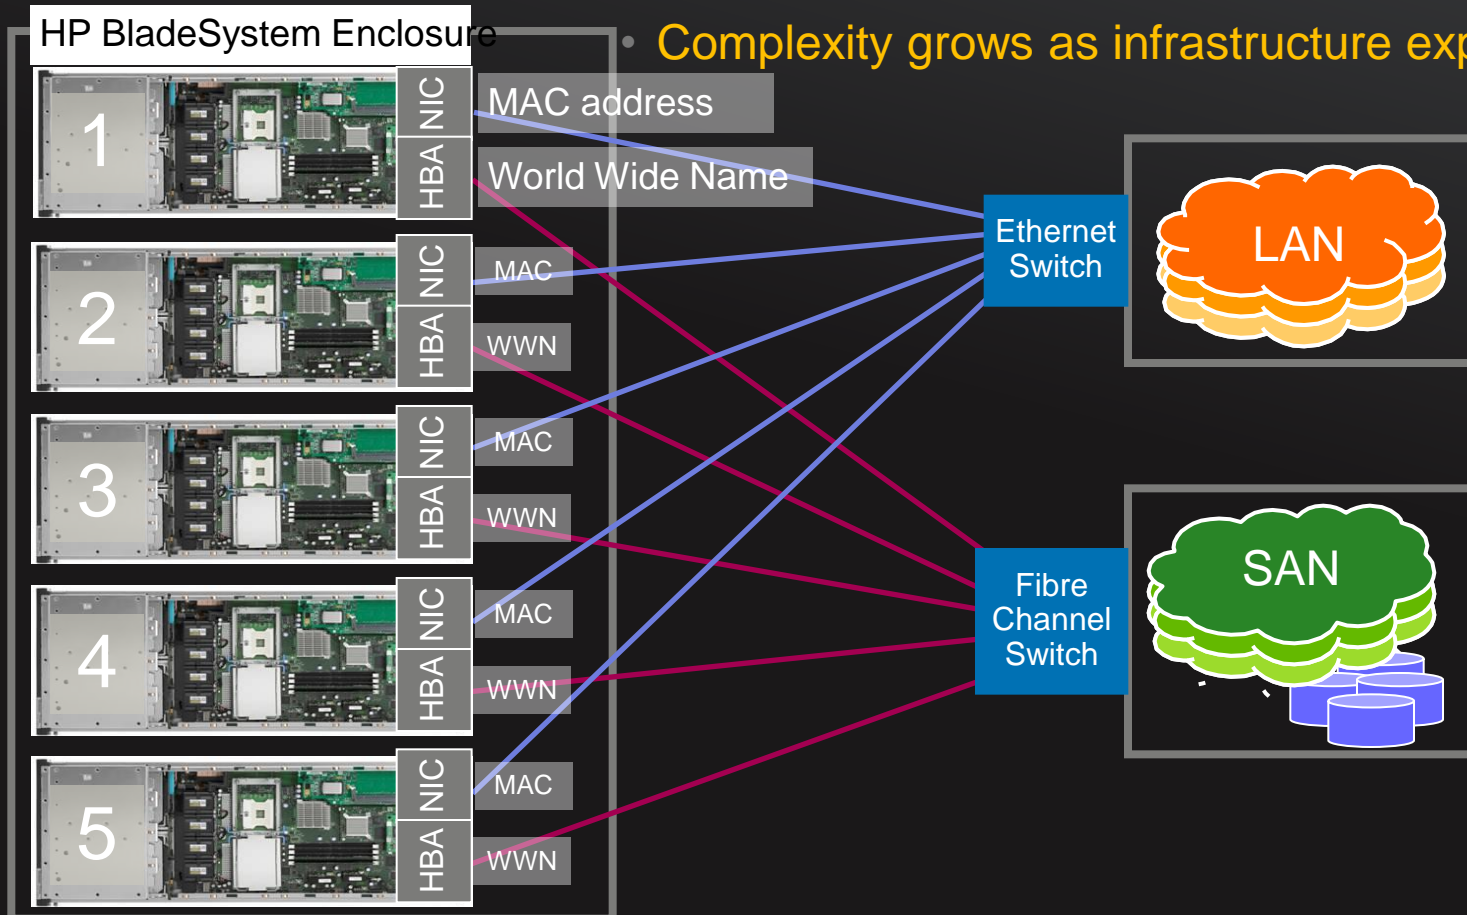 HP BladeSystem Enclosure
• Complexity grows as infrastructure exp
1
NIC
HBA
MAC address
World Wide Name
2
NIC
HBA
MAC
WWN
3
NIC
HBA
MAC
WWN
4
NIC
HBA
MAC
WWN
5
NIC
HBA
MAC
WWN
Ethernet
Switch
LAN
Fibre
Channel
Switch
SAN